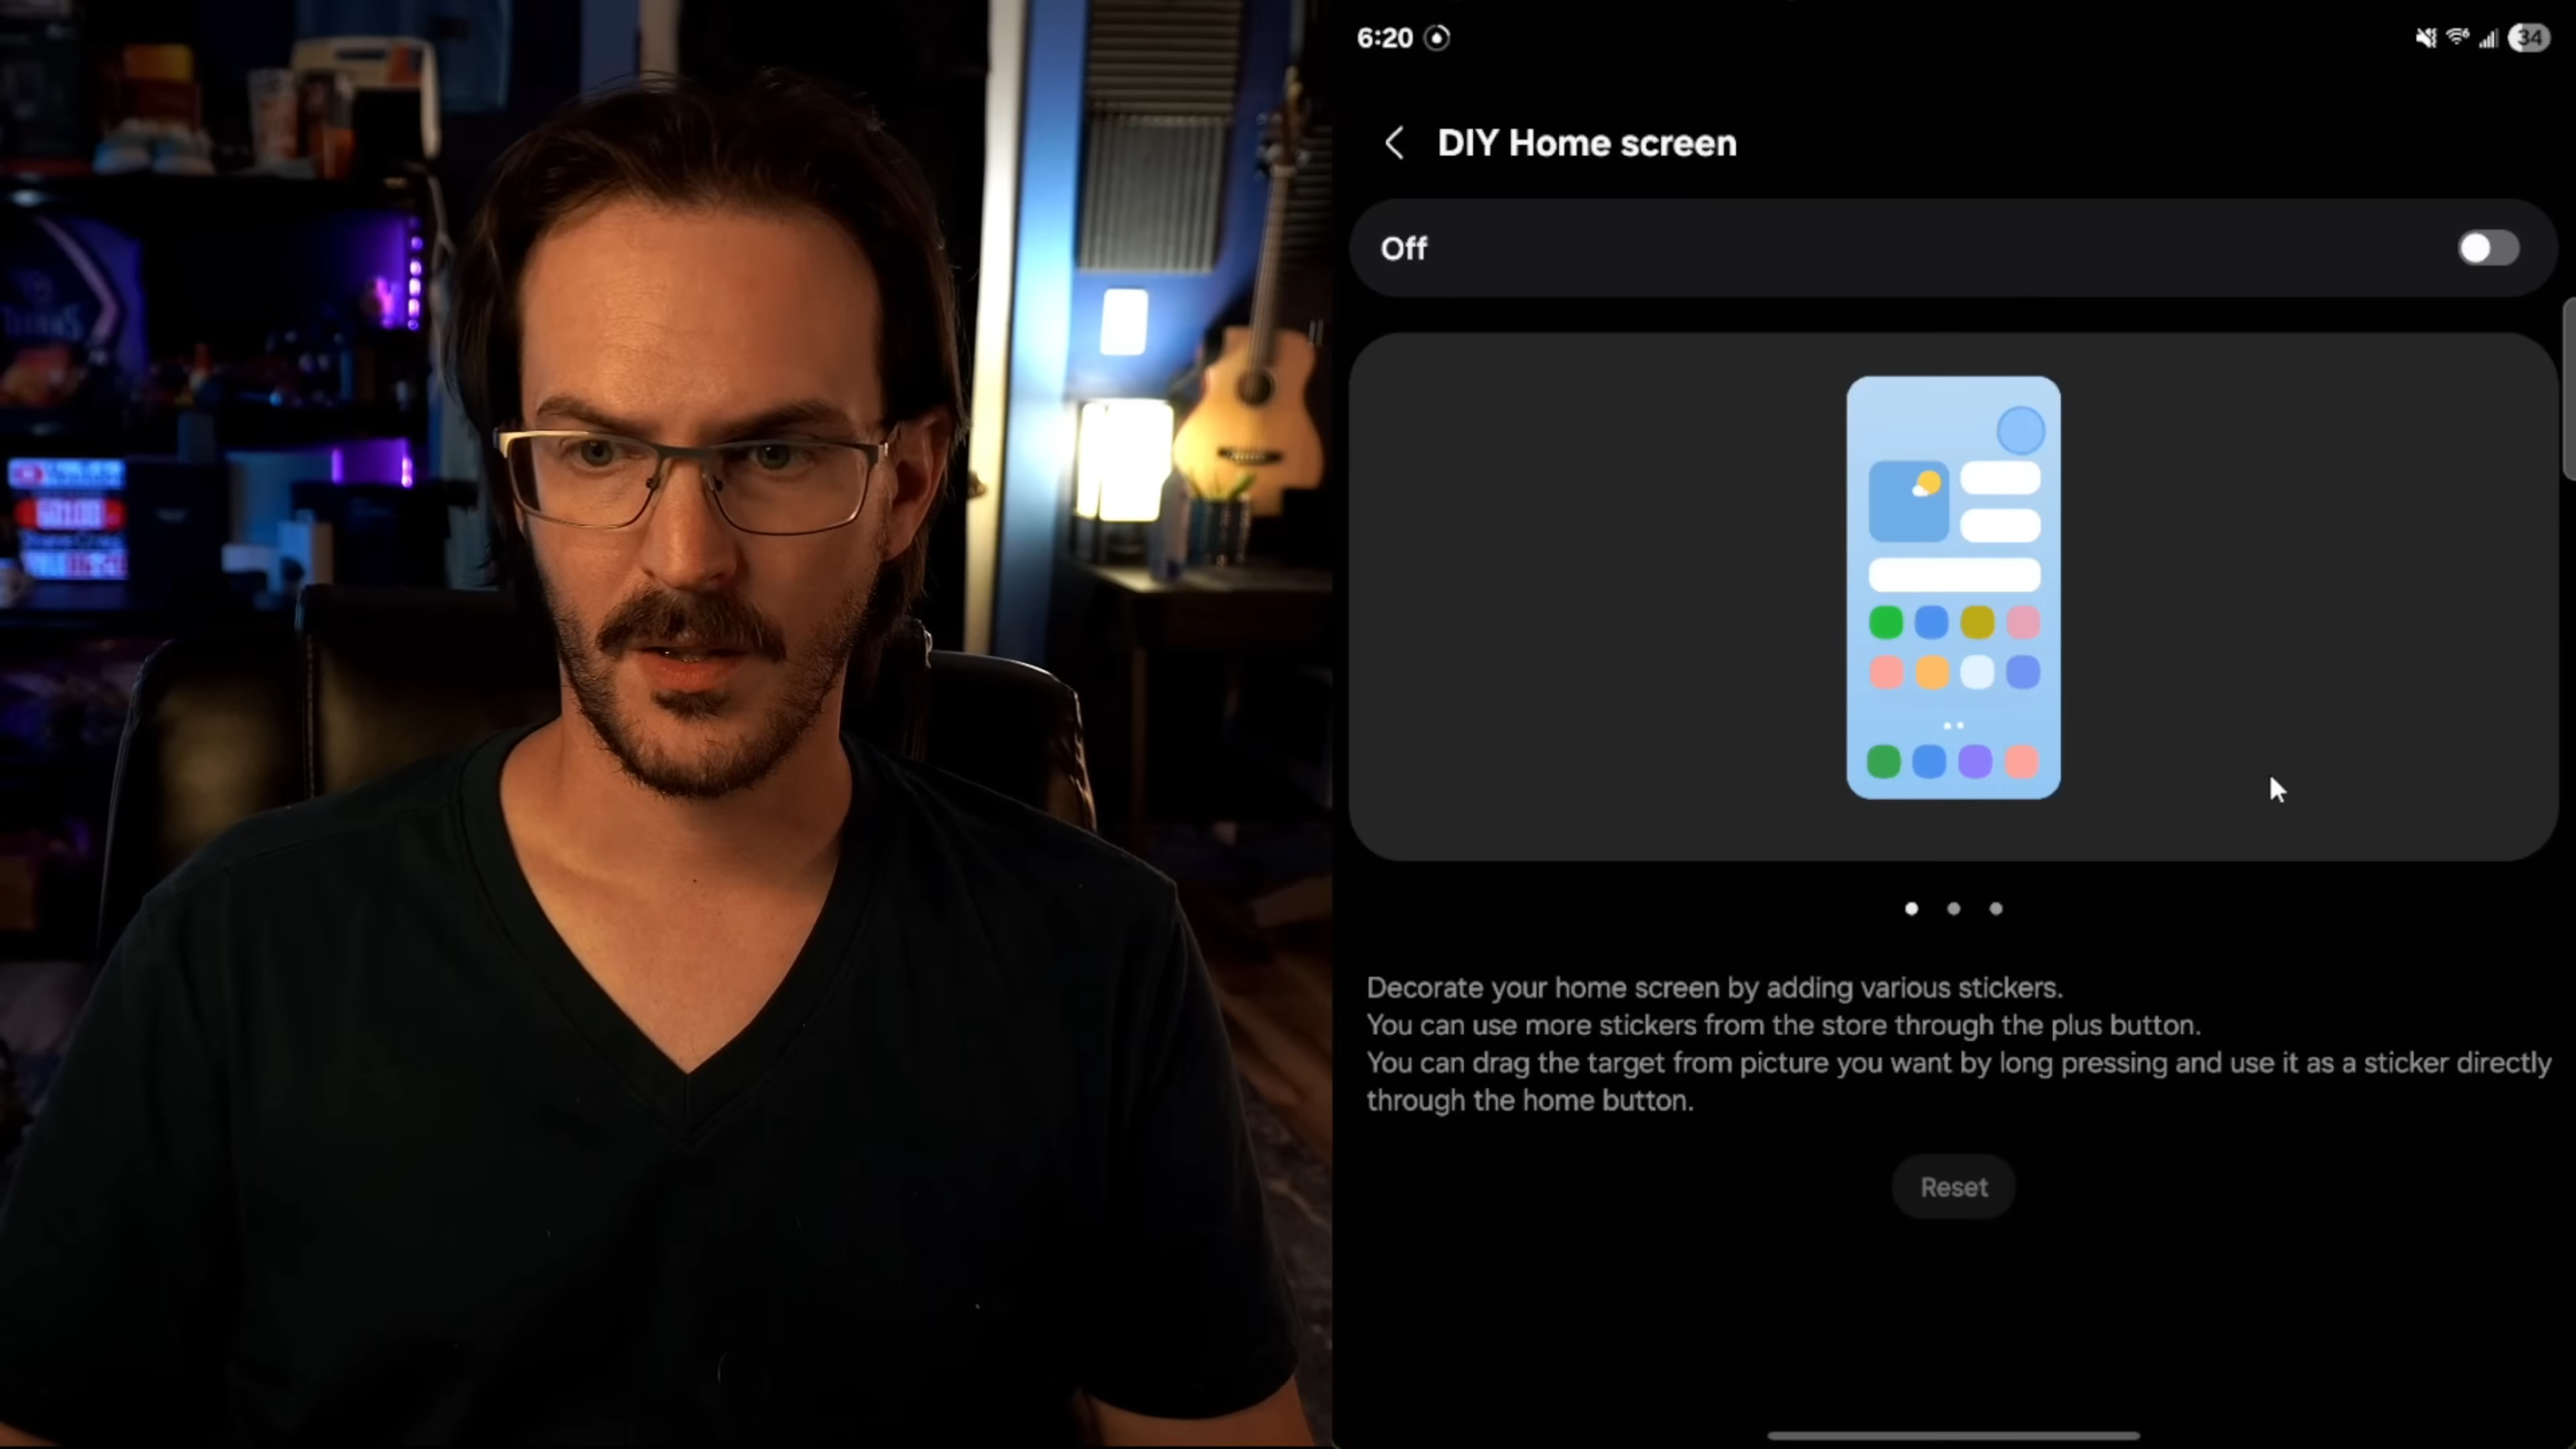 6:20
34
DIY Home screen
Off
Decorate your home screen by adding various stickers.
You can use more stickers from the store through the plus button.
You can drag the target from picture you want by long pressing and use it as a sticker directly
through the home button.
Reset